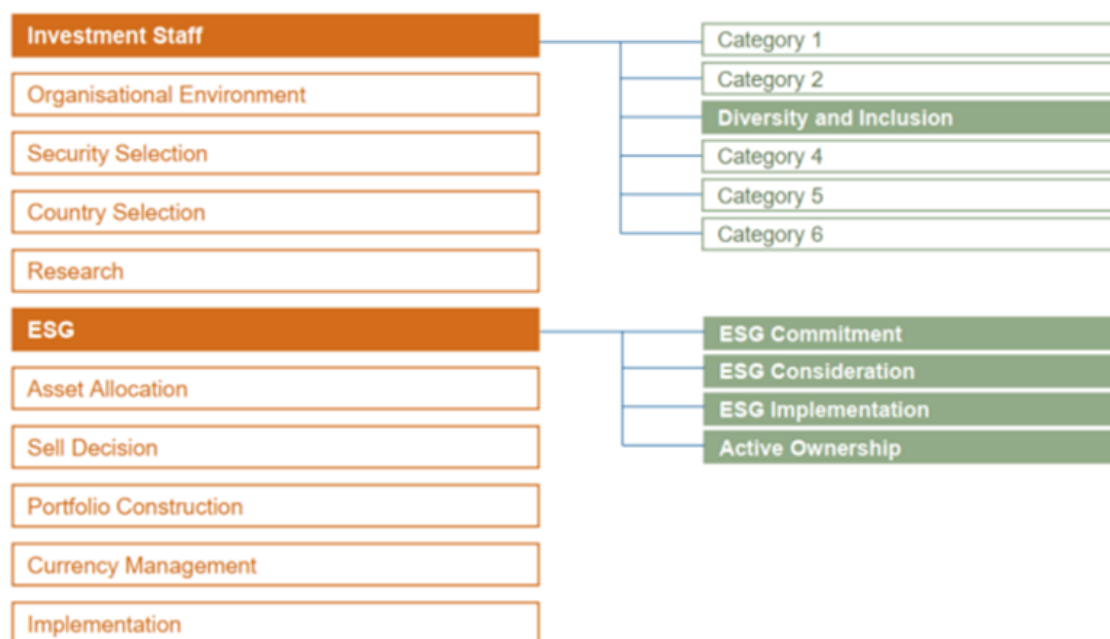 Investment Staff
Organisational Environment
Security Selection
Country Selection
Research
ESG
Asset Allocation
Sell Decision
Portfolio Construction
Currency Management
Implementation
Category 1
Category 2
Diversity and Inclusion
Category 4
Category 5
Category 6
ESG Commitment
ESG Consideration
ESG Implementation
Active Ownership